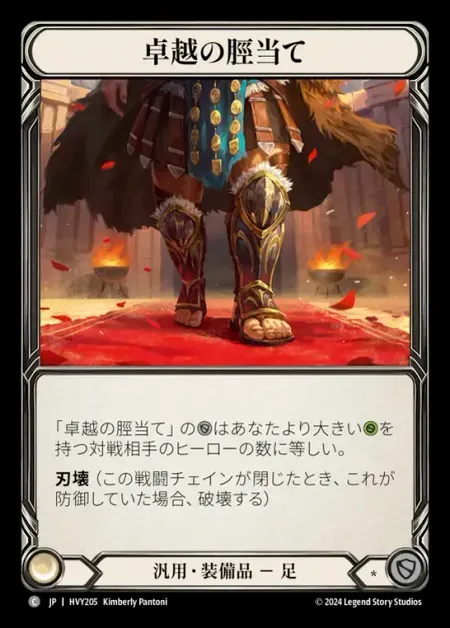 卓越の脛当て
「卓越の脛当て」のはあなたより大きいを
持つ対戦相手のヒーローの数に等しい。
刃壊（この戦闘チェインが閉じたとき、これが
防御していた場合、破壊する）
汎用・装備品 － 足
*
C JP | HVY205 Kimberly Pantoni
© 2024 Legend Story Studios